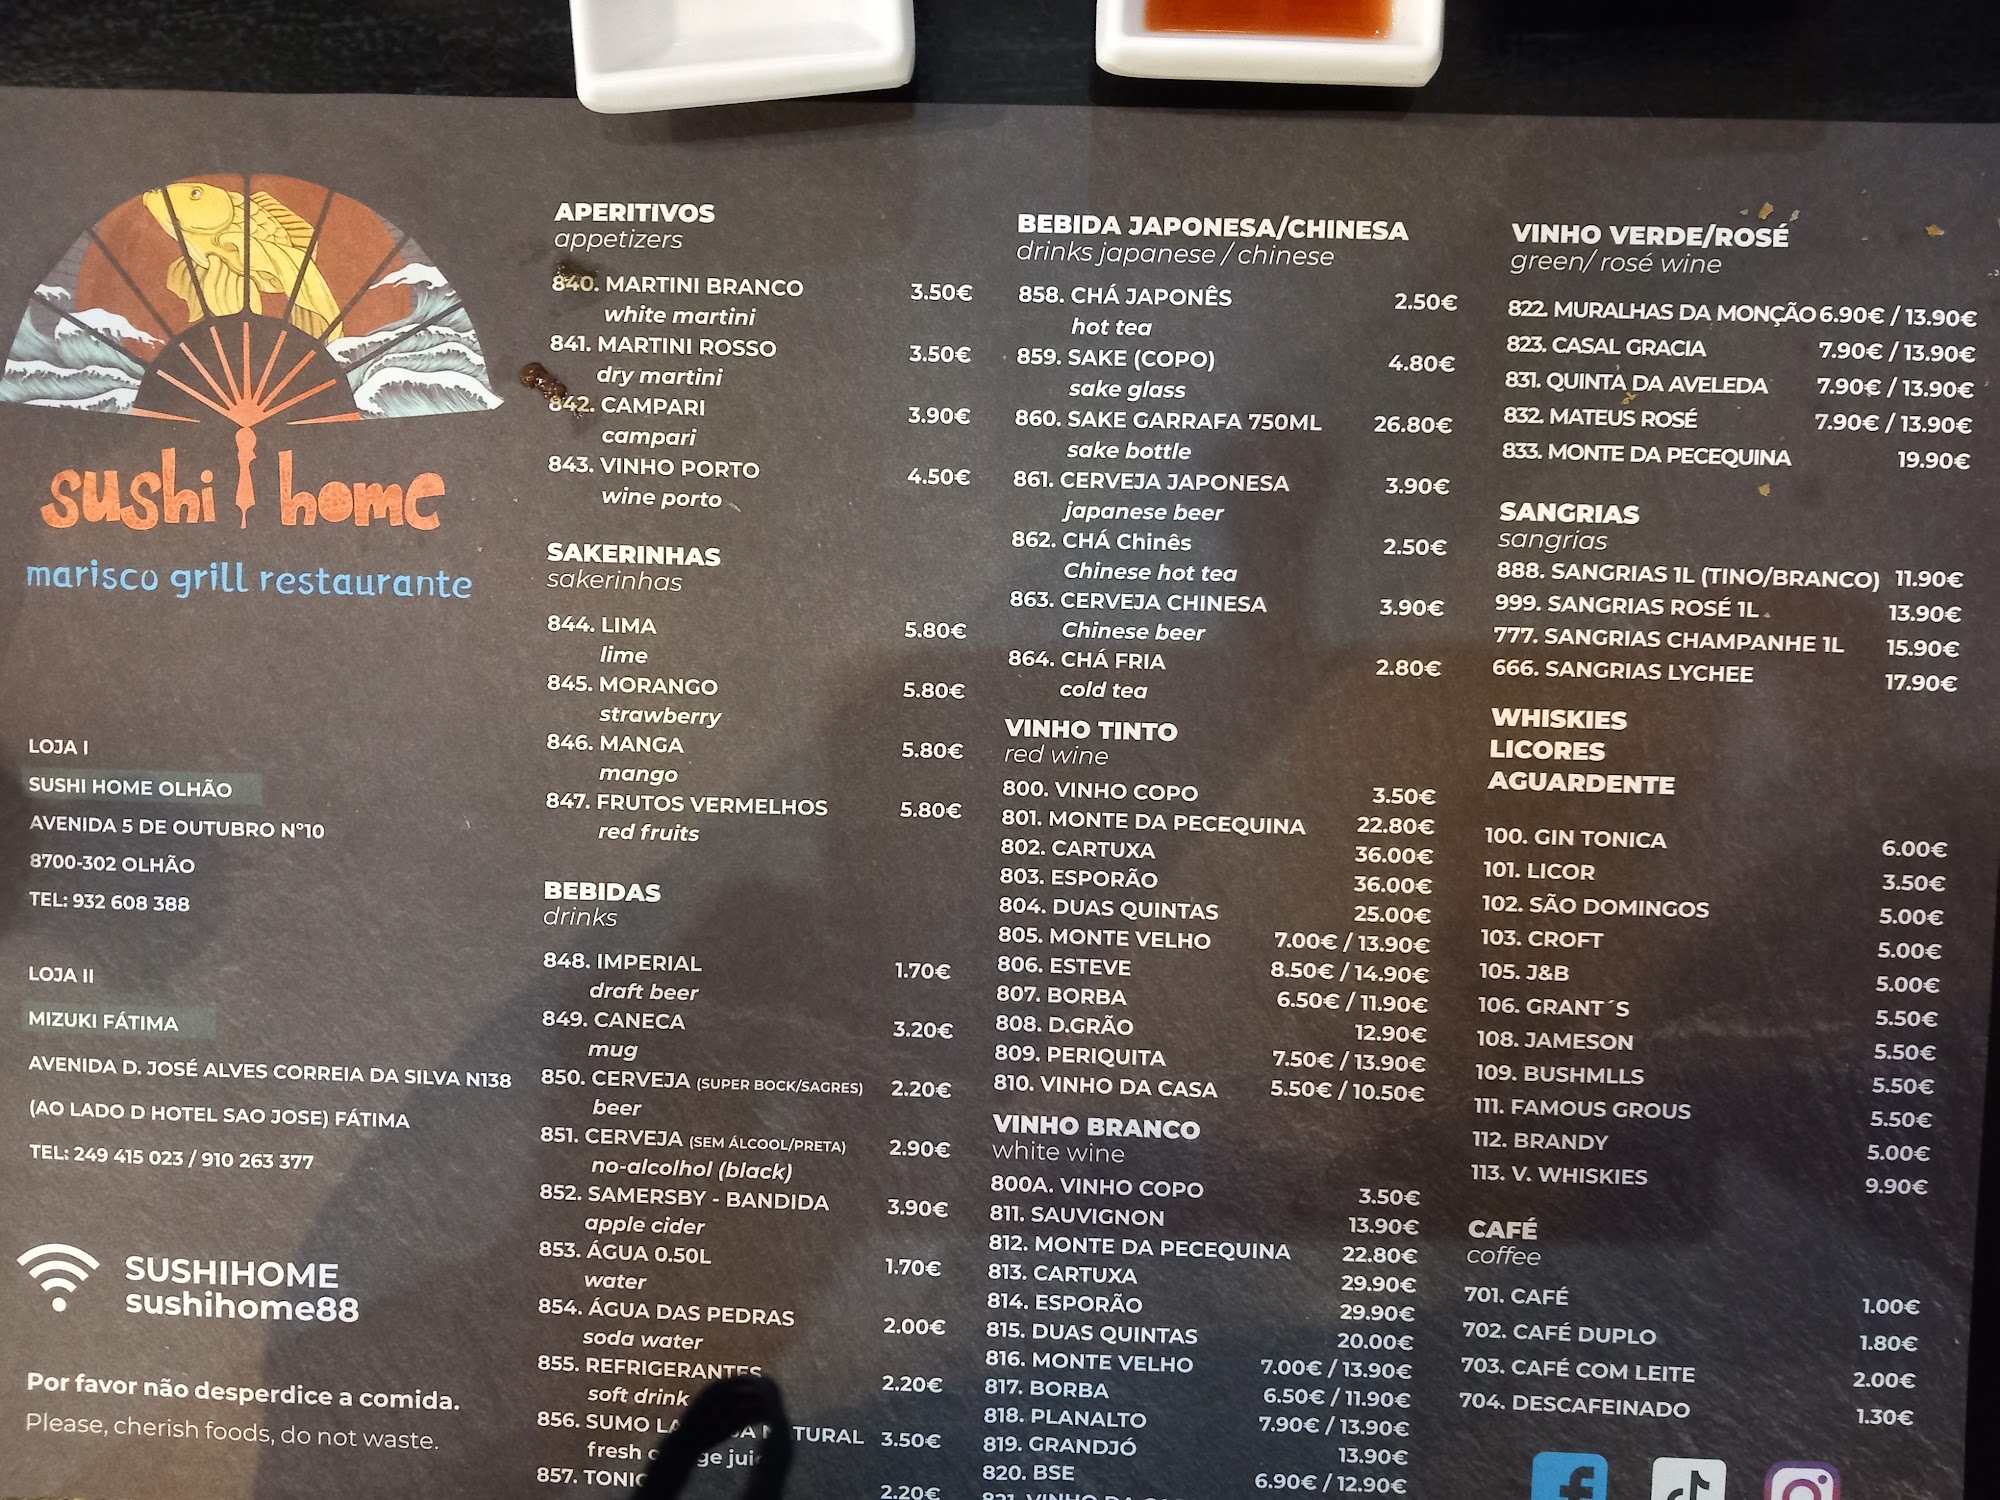 sushi home
marisco grill restaurante
LOJA I
SUSHI HOME OLHÃO
AVENIDA 5 DE OUTUBRO Nº10
8700-302 OLHÃO
TEL: 932 608 388
LOJA II
MIZUKI FÁTIMA
AVENIDA D. JOSÉ ALVES CORREIA DA SILVA N138
(AO LADO D HOTEL SAO JOSE) FÁTIMA
TEL: 249 415 023 / 910 263 377
SUSHIHOME
sushihome88
Por favor não desperdice a comida.
Please, cherish foods, do not waste.
APERITIVOS
appetizers
840. MARTINI BRANCO 3.50€
white martini
841. MARTINI ROSSO 3.50€
dry martini
842. CAMPARI 3.90€
campari
843. VINHO PORTO 4.50€
wine porto
SAKERINHAS
sakerinhas
844. LIMA 5.80€
lime
845. MORANGO 5.80€
strawberry
846. MANGA 5.80€
mango
847. FRUTOS VERMELHOS 5.80€
red fruits
BEBIDAS
drinks
848. IMPERIAL 1.70€
draft beer
849. CANECA 3.20€
mug
850. CERVEJA (SUPER BOCK/SAGRES) 2.20€
beer
851. CERVEJA (SEM ÁLCOOL/PRETA) 2.90€
no-alcolhol (black)
852. SAMERSBY - BANDIDA 3.90€
apple cider
853. ÁGUA 0.50L 1.70€
water
854. ÁGUA DAS PEDRAS 2.00€
soda water
855. REFRIGERANTES 2.20€
soft drink
856. SUMO 3.50€
fresh
857. 2.20€
BEBIDA JAPONESA/CHINESA
drinks japanese / chinese
858. CHÁ JAPONÊS 2.50€
hot tea
859. SAKE (COPO) 4.80€
sake glass
860. SAKE GARRAFA 750ML 26.80€
sake bottle
861. CERVEJA JAPONESA 3.90€
japanese beer
862. CHÁ Chinês 2.50€
Chinese hot tea
863. CERVEJA CHINESA 3.90€
Chinese beer
864. CHÁ FRIA 2.80€
cold tea
VINHO TINTO
red wine
800. VINHO COPO 3.50€
801. MONTE DA PECEQUINA 22.80€
802. CARTUXA 36.00€
803. ESPORÃO 36.00€
804. DUAS QUINTAS 25.00€
805. MONTE VELHO 7.00€ / 13.90€
806. ESTEVE 8.50€ / 14.90€
807. BORBA 6.50€ / 11.90€
808. D.GRÃO 12.90€
809. PERIQUITA 7.50€ / 13.90€
810. VINHO DA CASA 5.50€ / 10.50€
VINHO BRANCO
white wine
800A. VINHO COPO 3.50€
811. SAUVIGNON 13.90€
812. MONTE DA PECEQUINA 22.80€
813. CARTUXA 29.90€
814. ESPORÃO 29.90€
815. DUAS QUINTAS 20.00€
816. MONTE VELHO 7.00€ / 13.90€
817. BORBA 6.50€ / 11.90€
818. PLANALTO 7.90€ / 13.90€
819. GRANDJÓ 13.90€
820. BSE 6.90€ / 12.90€
VINHO VERDE/ROSÉ
green/ rosé wine
822. MURALHAS DA MONÇÃO 6.90€ / 13.90€
823. CASAL GRACIA 7.90€ / 13.90€
831. QUINTA DA AVELEDA 7.90€ / 13.90€
832. MATEUS ROSÉ 7.90€ / 13.90€
833. MONTE DA PECEQUINA 19.90€
SANGRIAS
sangrias
888. SANGRIAS 1L (TINO/BRANCO) 11.90€
999. SANGRIAS ROSÉ 1L 13.90€
777. SANGRIAS CHAMPANHE 1L 15.90€
666. SANGRIAS LYCHEE 17.90€
WHISKIES
LICORES
AGUARDENTE
100. GIN TONICA 6.00€
101. LICOR 3.50€
102. SÃO DOMINGOS 5.00€
103. CROFT 5.00€
105. J&B 5.00€
106. GRANT´S 5.50€
108. JAMESON 5.50€
109. BUSHMLLS 5.50€
111. FAMOUS GROUS 5.50€
112. BRANDY 5.00€
113. V. WHISKIES 9.90€
CAFÉ
coffee
701. CAFÉ 1.00€
702. CAFÉ DUPLO 1.80€
703. CAFÉ COM LEITE 2.00€
704. DESCAFEINADO 1.30€